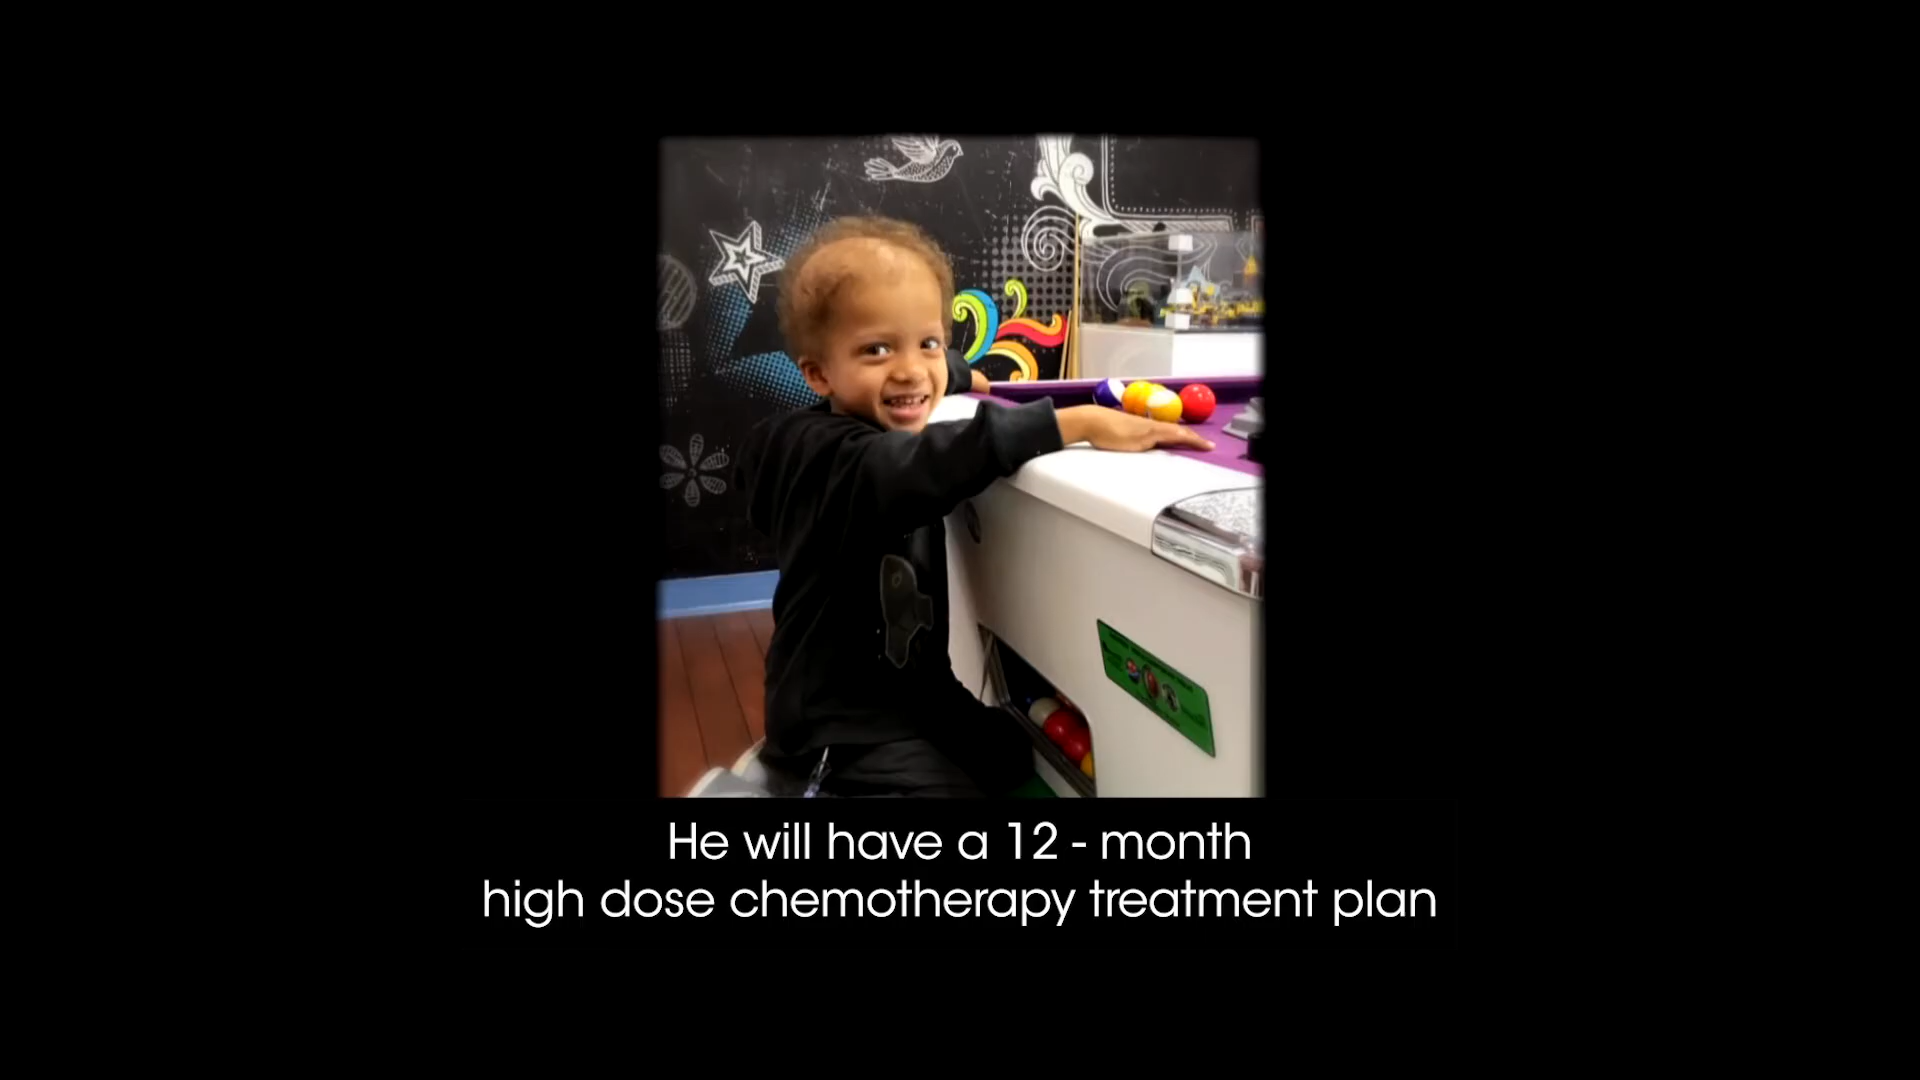 He will have a 12 - month
high dose chemotherapy treatment plan